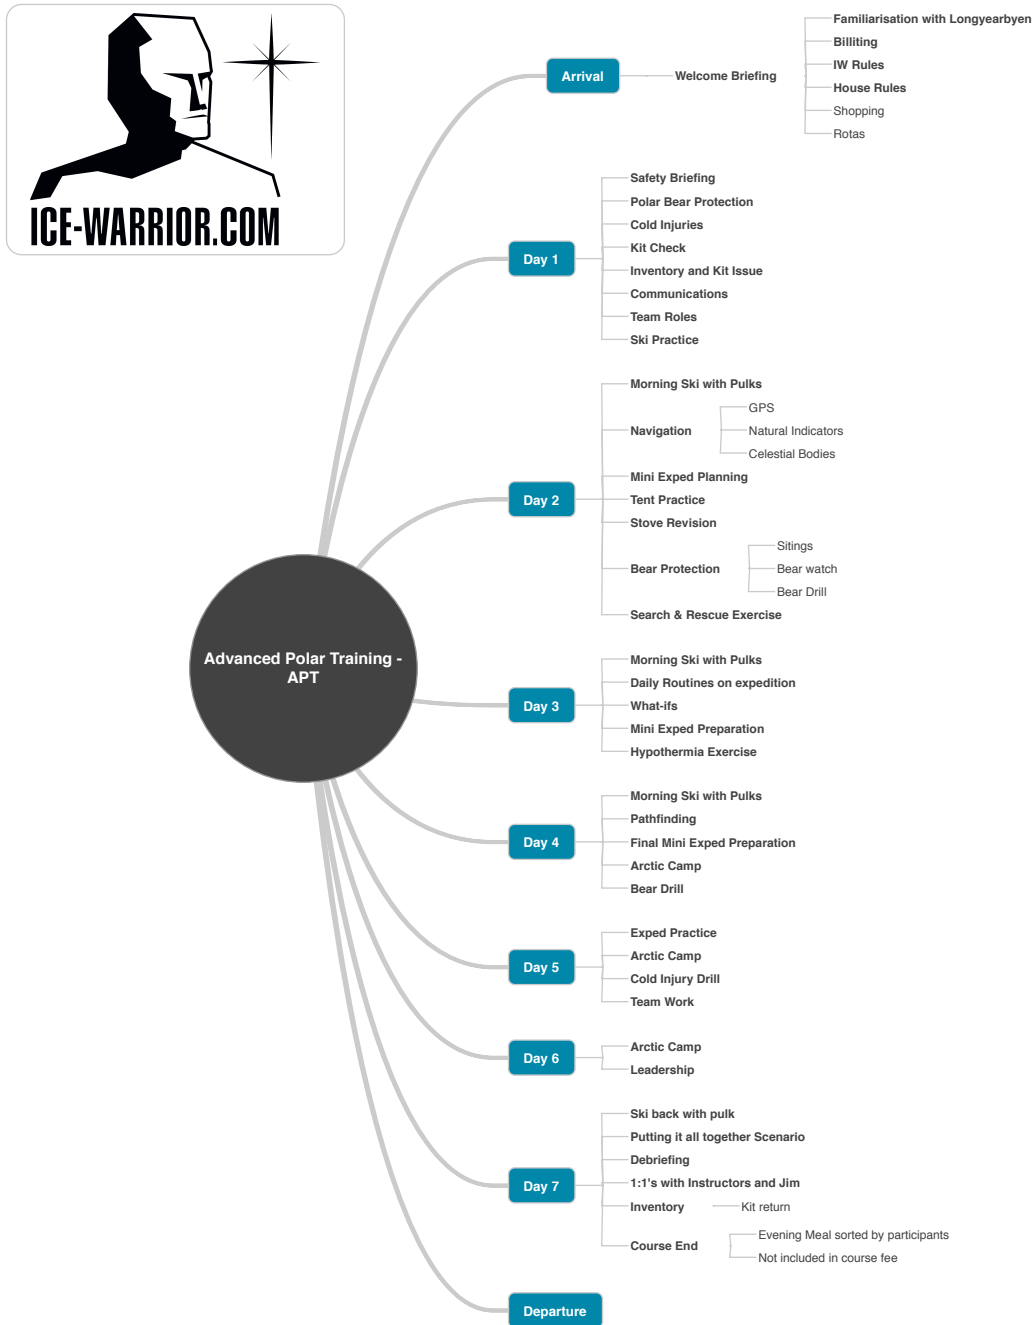 ICE-WARRIOR.COM
Advanced Polar Training -
APT
Arrival
Welcome Briefing
Familiarisation with Longyearbyen
Billiting
IW Rules
House Rules
Shopping
Rotas
Day 1
Safety Briefing
Polar Bear Protection
Cold Injuries
Kit Check
Inventory and Kit Issue
Communications
Team Roles
Ski Practice
Day 2
Morning Ski with Pulks
Navigation
GPS
Natural Indicators
Celestial Bodies
Mini Exped Planning
Tent Practice
Stove Revision
Bear Protection
Sitings
Bear watch
Bear Drill
Search & Rescue Exercise
Day 3
Morning Ski with Pulks
Daily Routines on expedition
What-ifs
Mini Exped Preparation
Hypothermia Exercise
Day 4
Morning Ski with Pulks
Pathfinding
Final Mini Exped Preparation
Arctic Camp
Bear Drill
Day 5
Exped Practice
Arctic Camp
Cold Injury Drill
Team Work
Day 6
Arctic Camp
Leadership
Day 7
Ski back with pulk
Putting it all together Scenario
Debriefing
1:1's with Instructors and Jim
Inventory
Kit return
Course End
Evening Meal sorted by participants
Not included in course fee
Departure